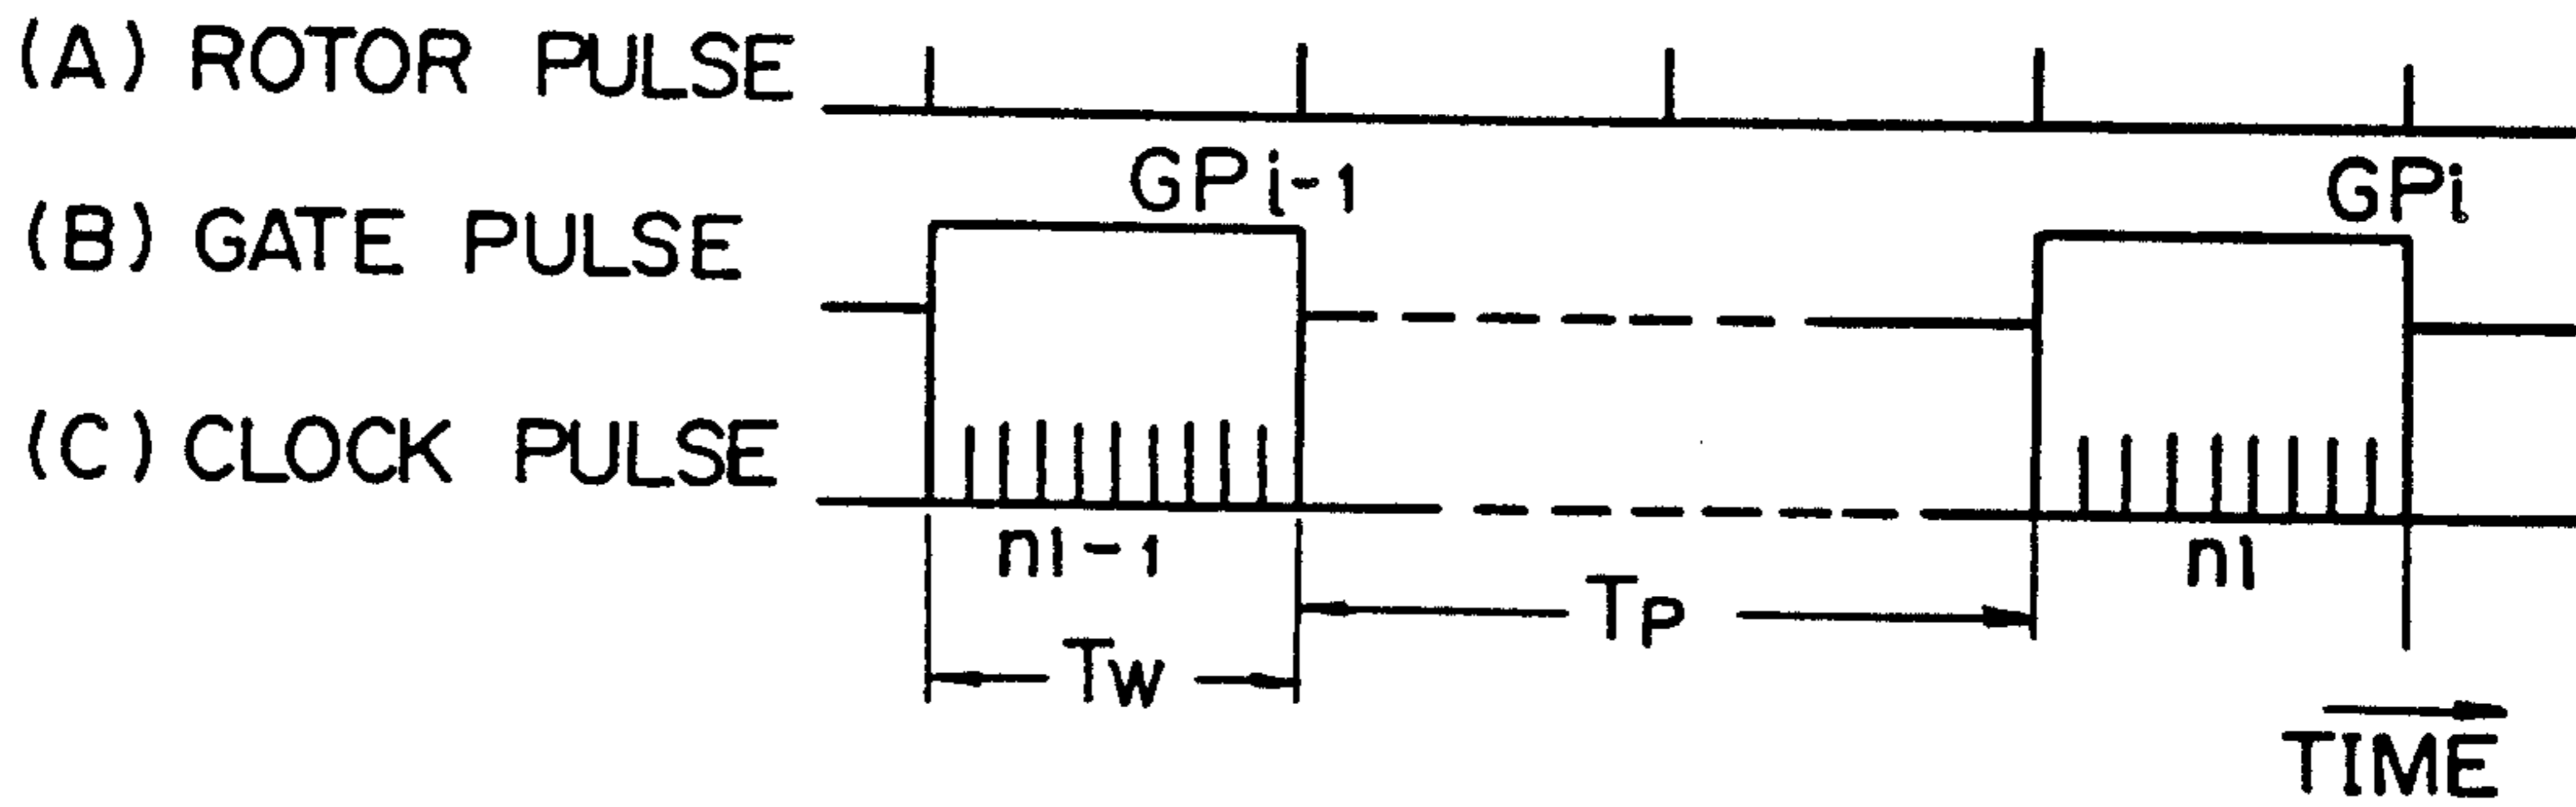 (A) ROTOR PULSE
GPi-1
GPi
(B) GATE PULSE
(C) CLOCK PULSE
nI-1
nI
TP
TW
TIME